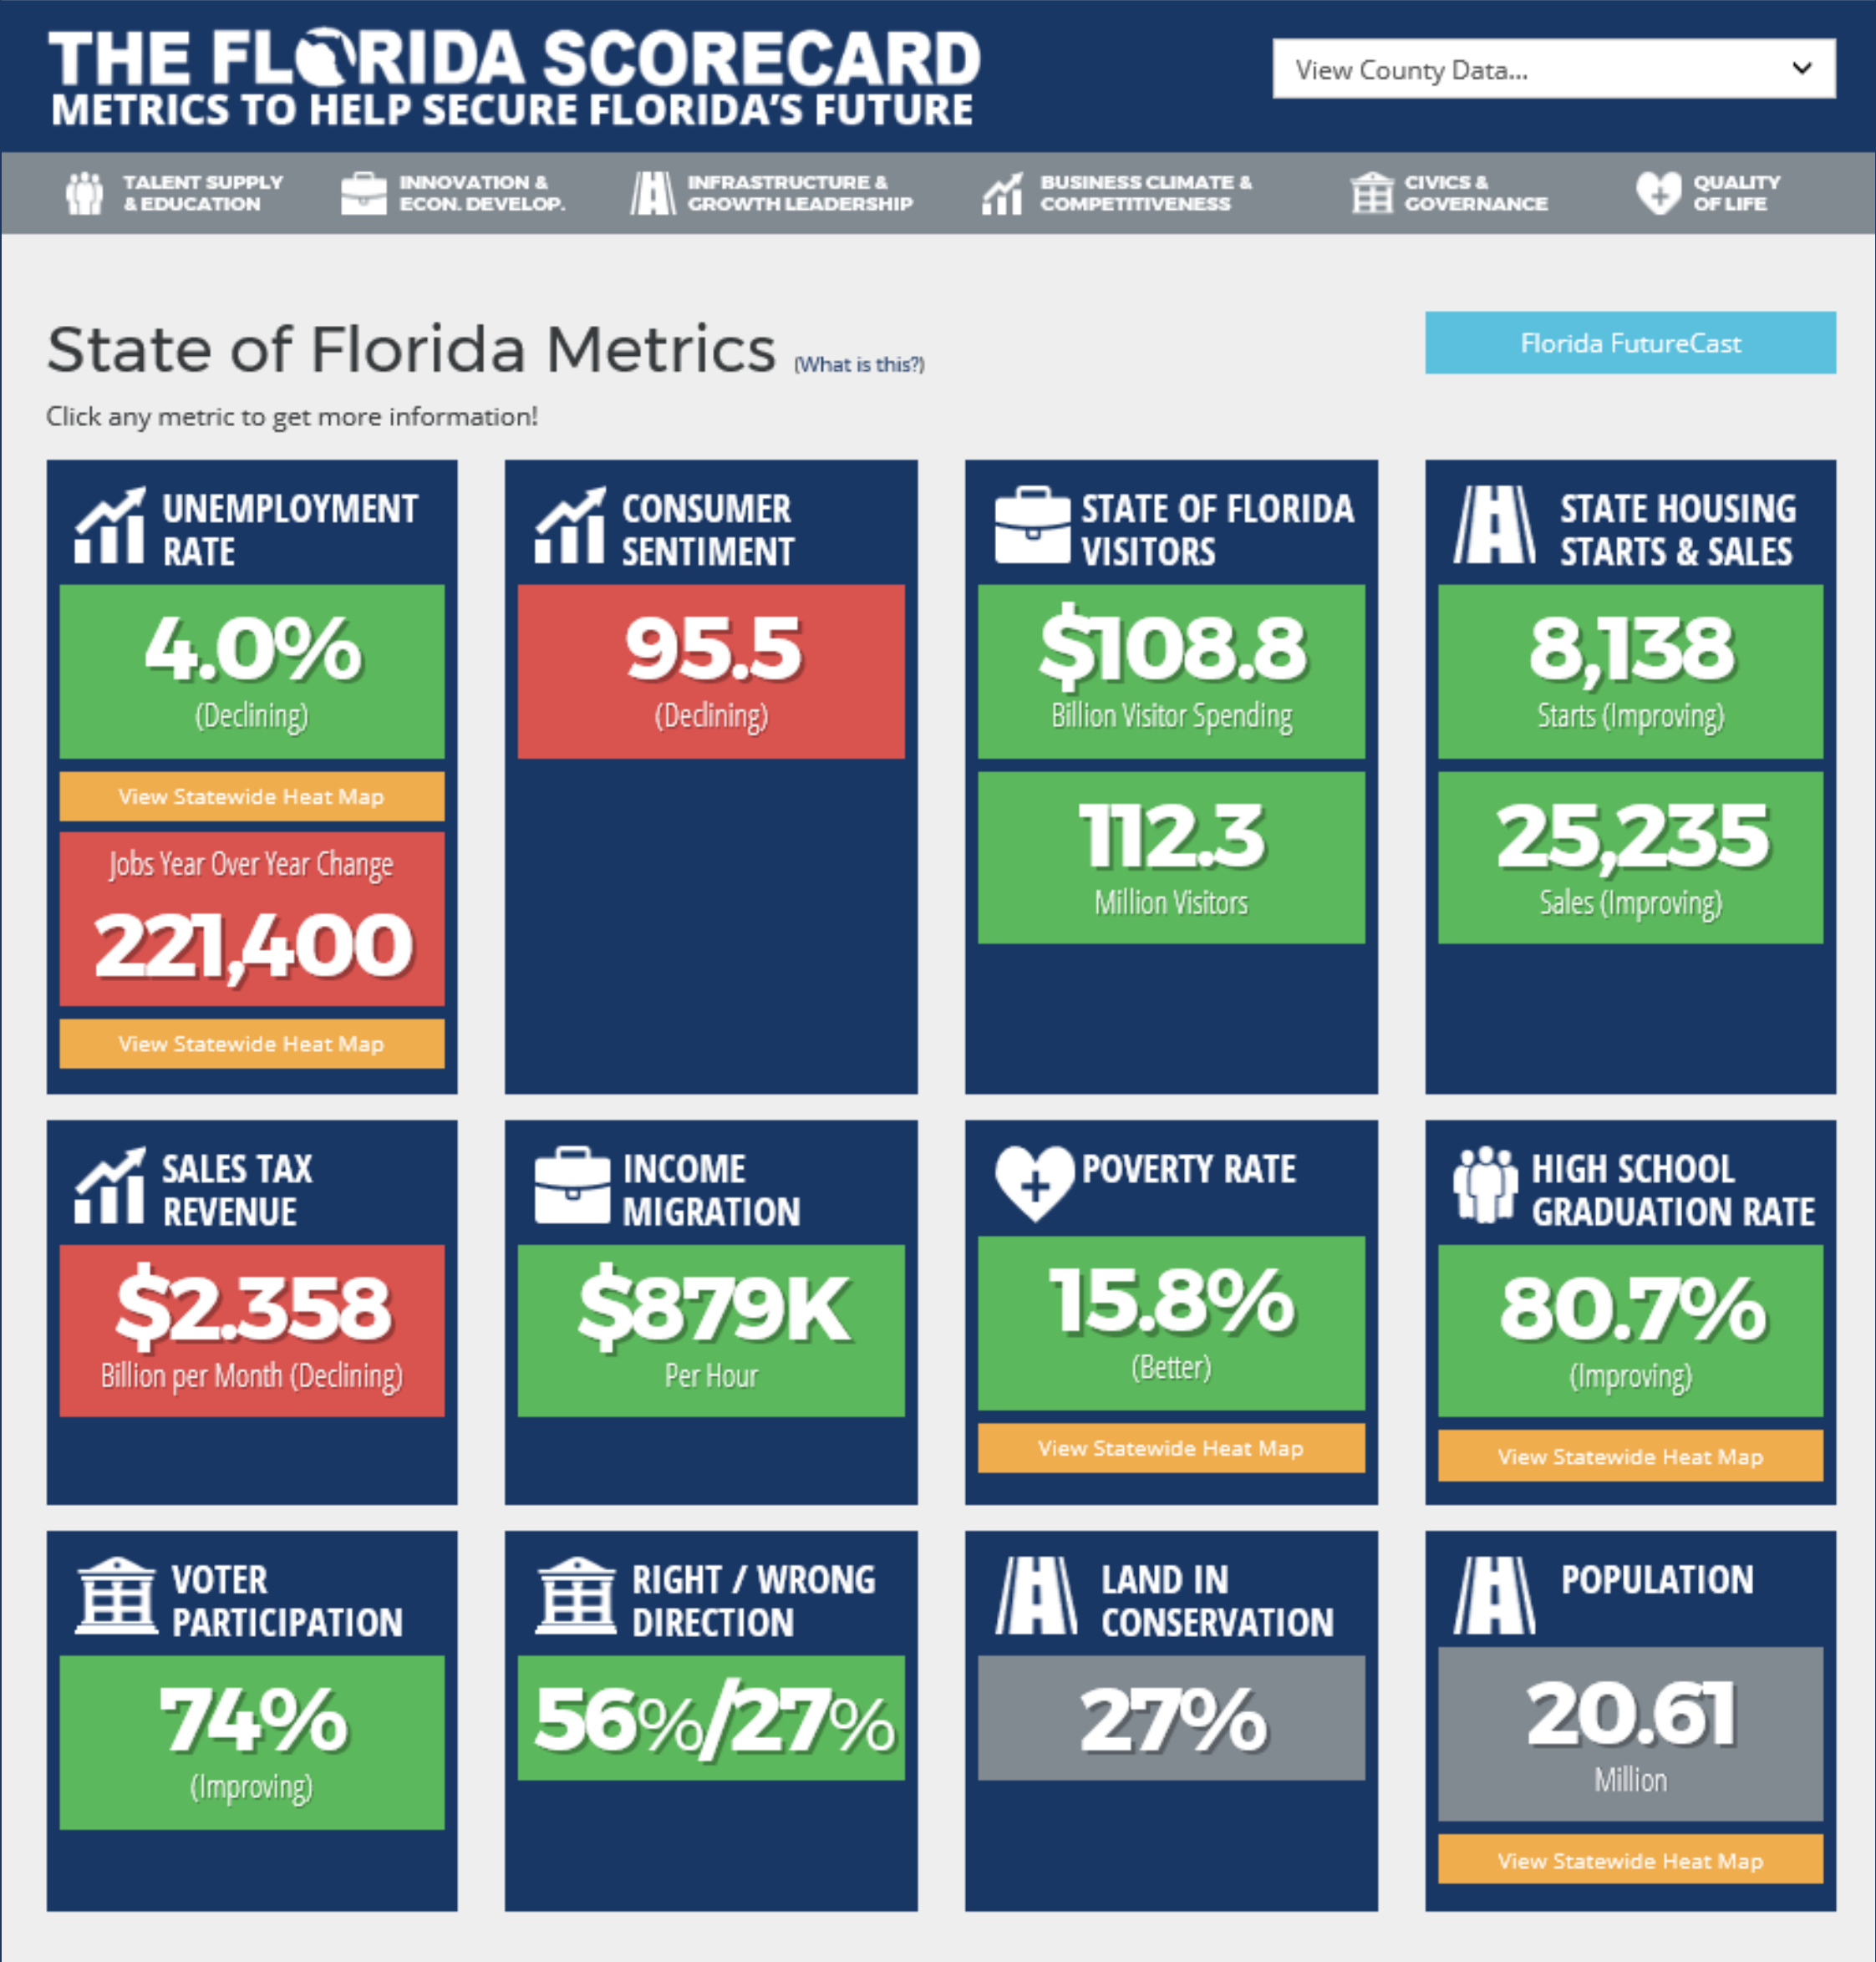 THE FLORIDA SCORECARD
METRICS TO HELP SECURE FLORIDA'S FUTURE
View County Data...
TALENT SUPPLY
& EDUCATION
INNOVATION &
ECON. DEVELOP.
INFRASTRUCTURE &
GROWTH LEADERSHIP
BUSINESS CLIMATE &
COMPETITIVENESS
CIVICS &
GOVERNANCE
QUALITY
OF LIFE
State of Florida Metrics (What is this?)
Florida FutureCast
Click any metric to get more information!
UNEMPLOYMENT
RATE
4.0%
(Declining)
View Statewide Heat Map
Jobs Year Over Year Change
221,400
View Statewide Heat Map
CONSUMER
SENTIMENT
95.5
(Declining)
STATE OF FLORIDA
VISITORS
$108.8
Billion Visitor Spending
112.3
Million Visitors
STATE HOUSING
STARTS & SALES
8,138
Starts (Improving)
25,235
Sales (Improving)
SALES TAX
REVENUE
$2.358
Billion per Month (Declining)
INCOME
MIGRATION
$879K
Per Hour
POVERTY RATE
15.8%
(Better)
View Statewide Heat Map
HIGH SCHOOL
GRADUATION RATE
80.7%
(Improving)
View Statewide Heat Map
VOTER
PARTICIPATION
74%
(Improving)
RIGHT / WRONG
DIRECTION
56%/27%
LAND IN
CONSERVATION
27%
POPULATION
20.61
Million
View Statewide Heat Map